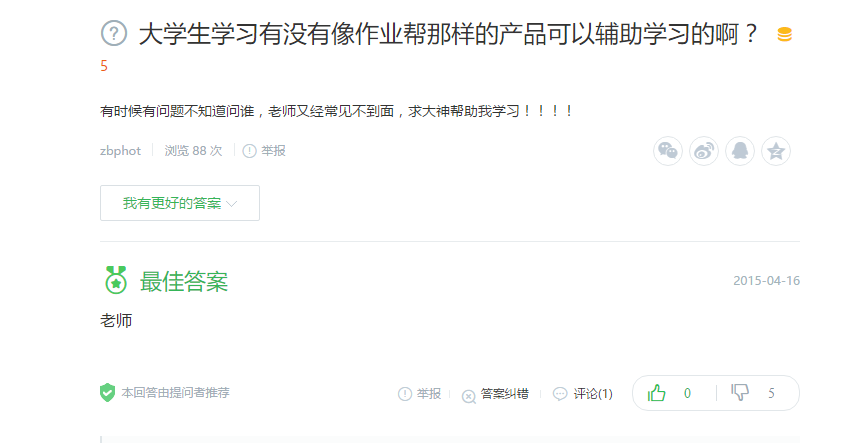 大学生学习有没有像作业帮那样的产品可以辅助学习的啊？
5
有时候有问题不知道问谁，老师又经常见不到面，求大神帮助我学习！！！！
zbphot 浏览 88 次 举报
我有更好的答案
最佳答案 2015-04-16
老师
本回答由提问者推荐 举报 答案纠错 评论(1) 0 5